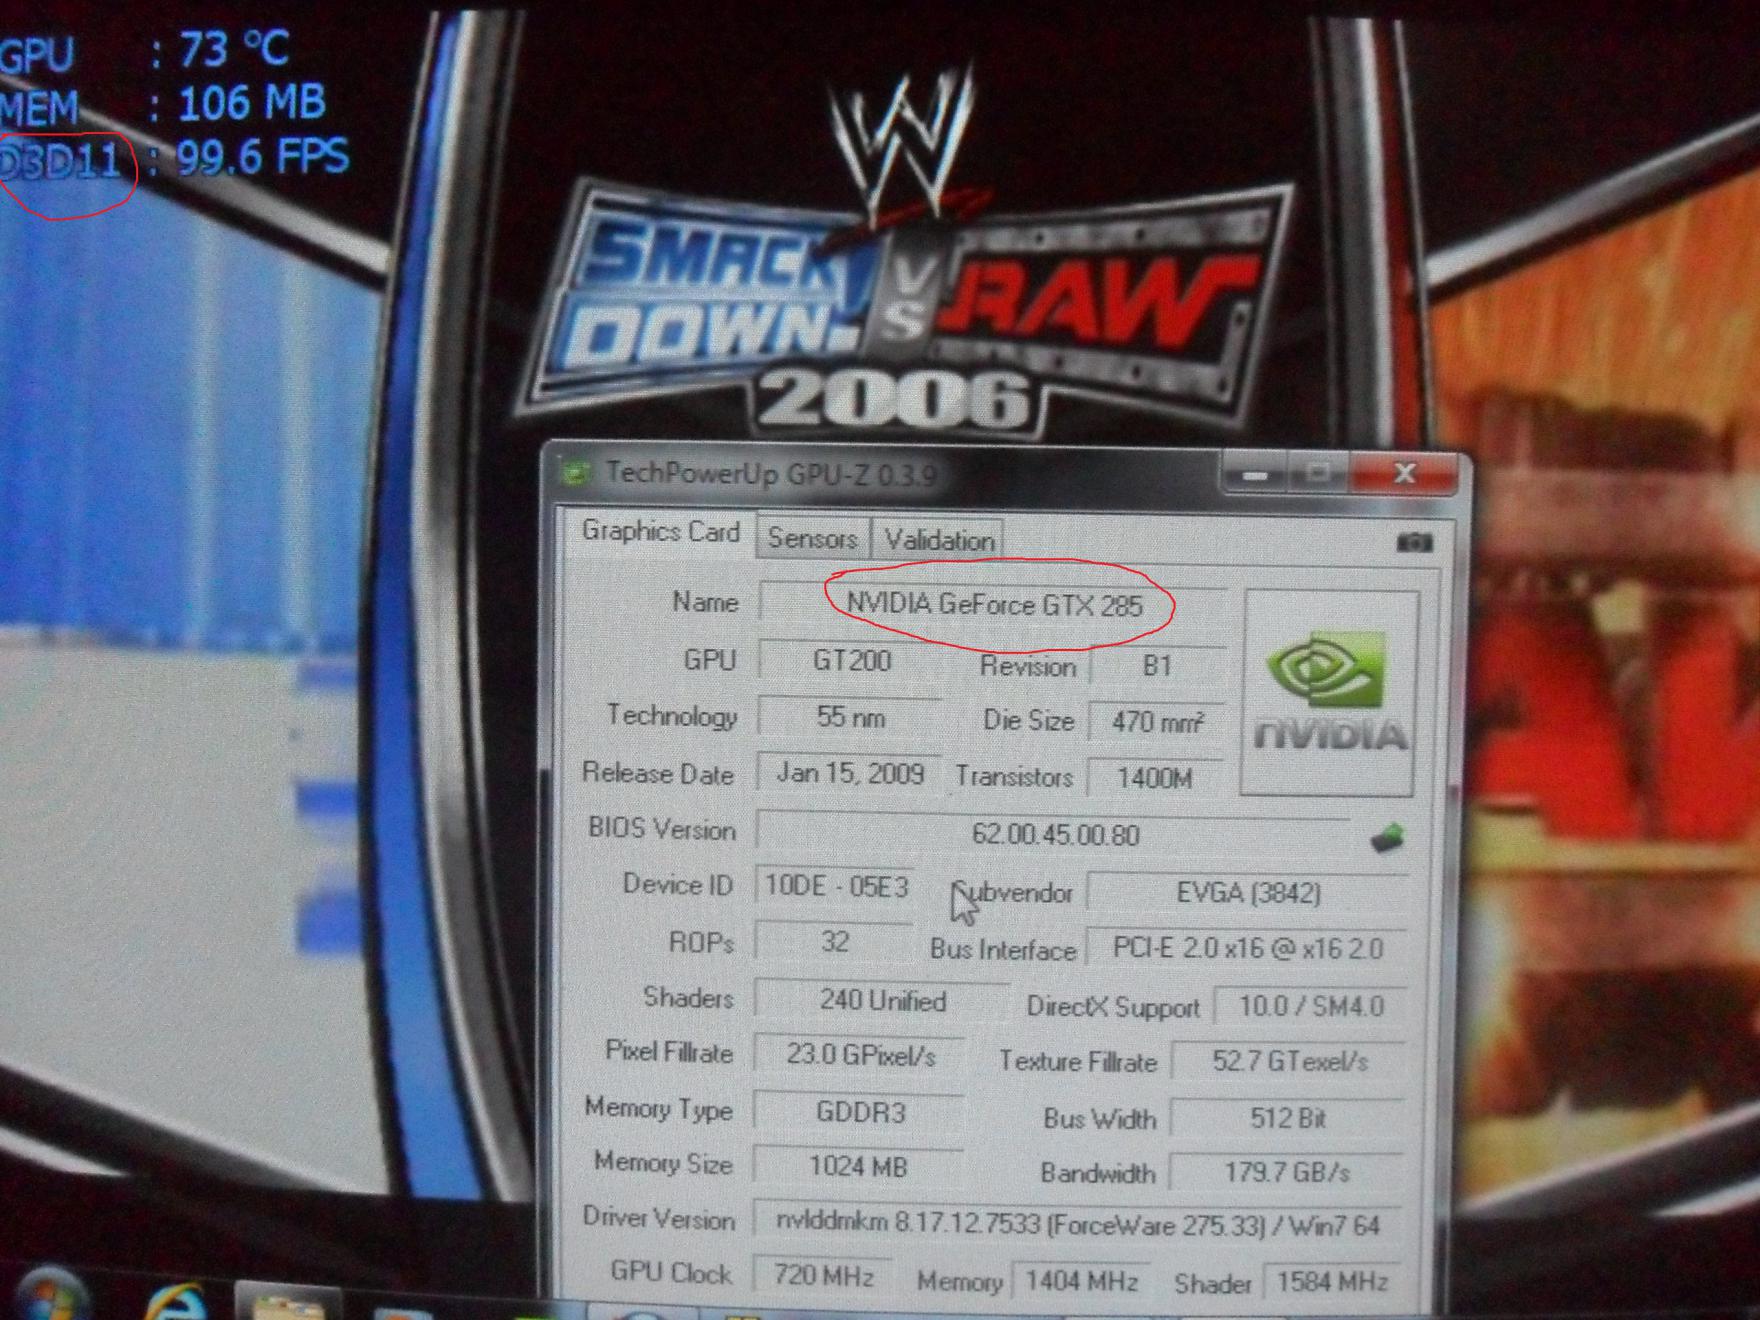 GPU : 73 °C
MEM : 106 MB
D3D11 : 99.6 FPS
W
SMACK DOWN! VS RAW
2006
TechPowerUp GPU-Z 0.3.9
Graphics Card Sensors Validation
Name NVIDIA GeForce GTX 285
GPU GT200 Revision B1
Technology 55 nm Die Size 470 mm²
nVIDIA
Release Date Jan 15, 2009 Transistors 1400M
BIOS Version 62.00.45.00.80
Device ID 10DE - 05E3 Subvendor EVGA (3842)
ROPs 32 Bus Interface PCI-E 2.0 x16 @ x16 2.0
Shaders 240 Unified DirectX Support 10.0 / SM4.0
Pixel Fillrate 23.0 GPixel/s Texture Fillrate 52.7 GTexel/s
Memory Type GDDR3 Bus Width 512 Bit
Memory Size 1024 MB Bandwidth 179.7 GB/s
Driver Version nvlddmkm 8.17.12.7533 (ForceWare 275.33) / Win7 64
GPU Clock 720 MHz Memory 1404 MHz Shader 1584 MHz